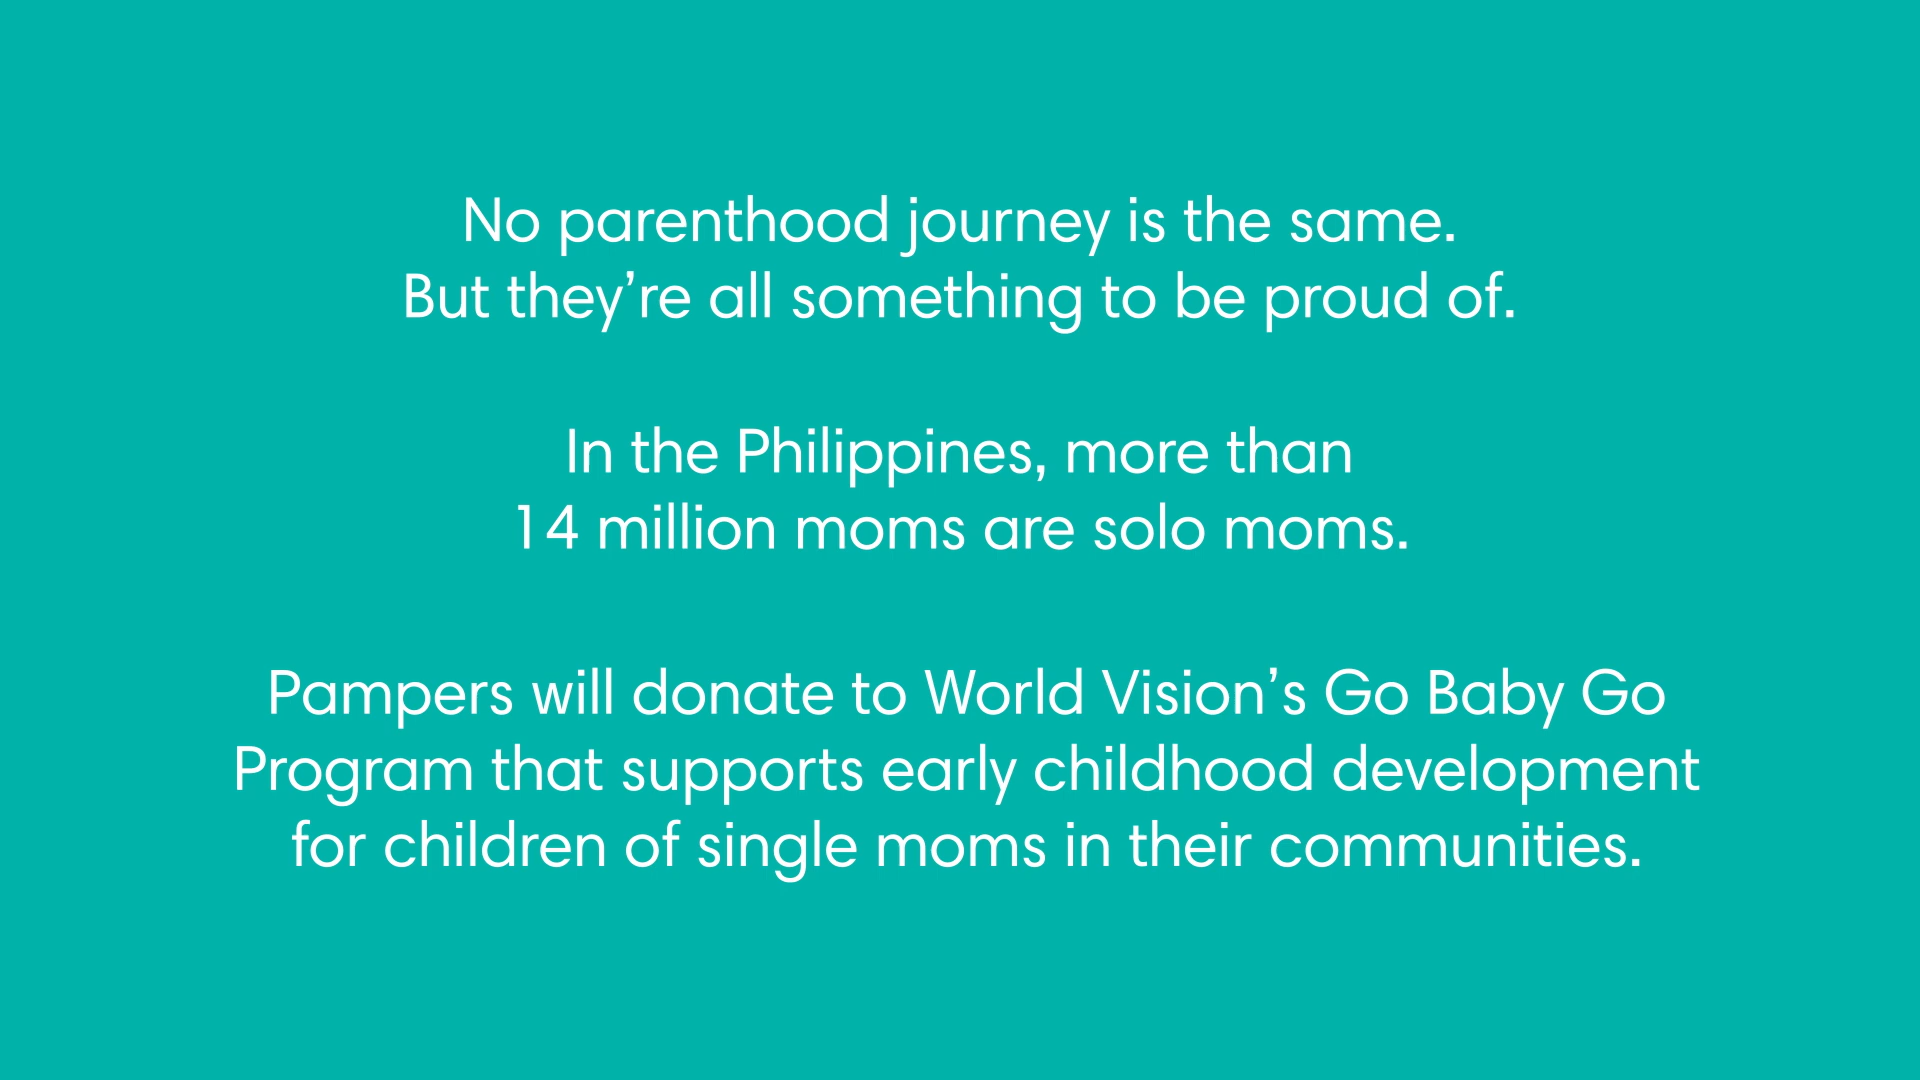 No parenthood journey is the same.
But they’re all something to be proud of.
In the Philippines, more than
14 million moms are solo moms.
Pampers will donate to World Vision’s Go Baby Go
Program that supports early childhood development
for children of single moms in their communities.